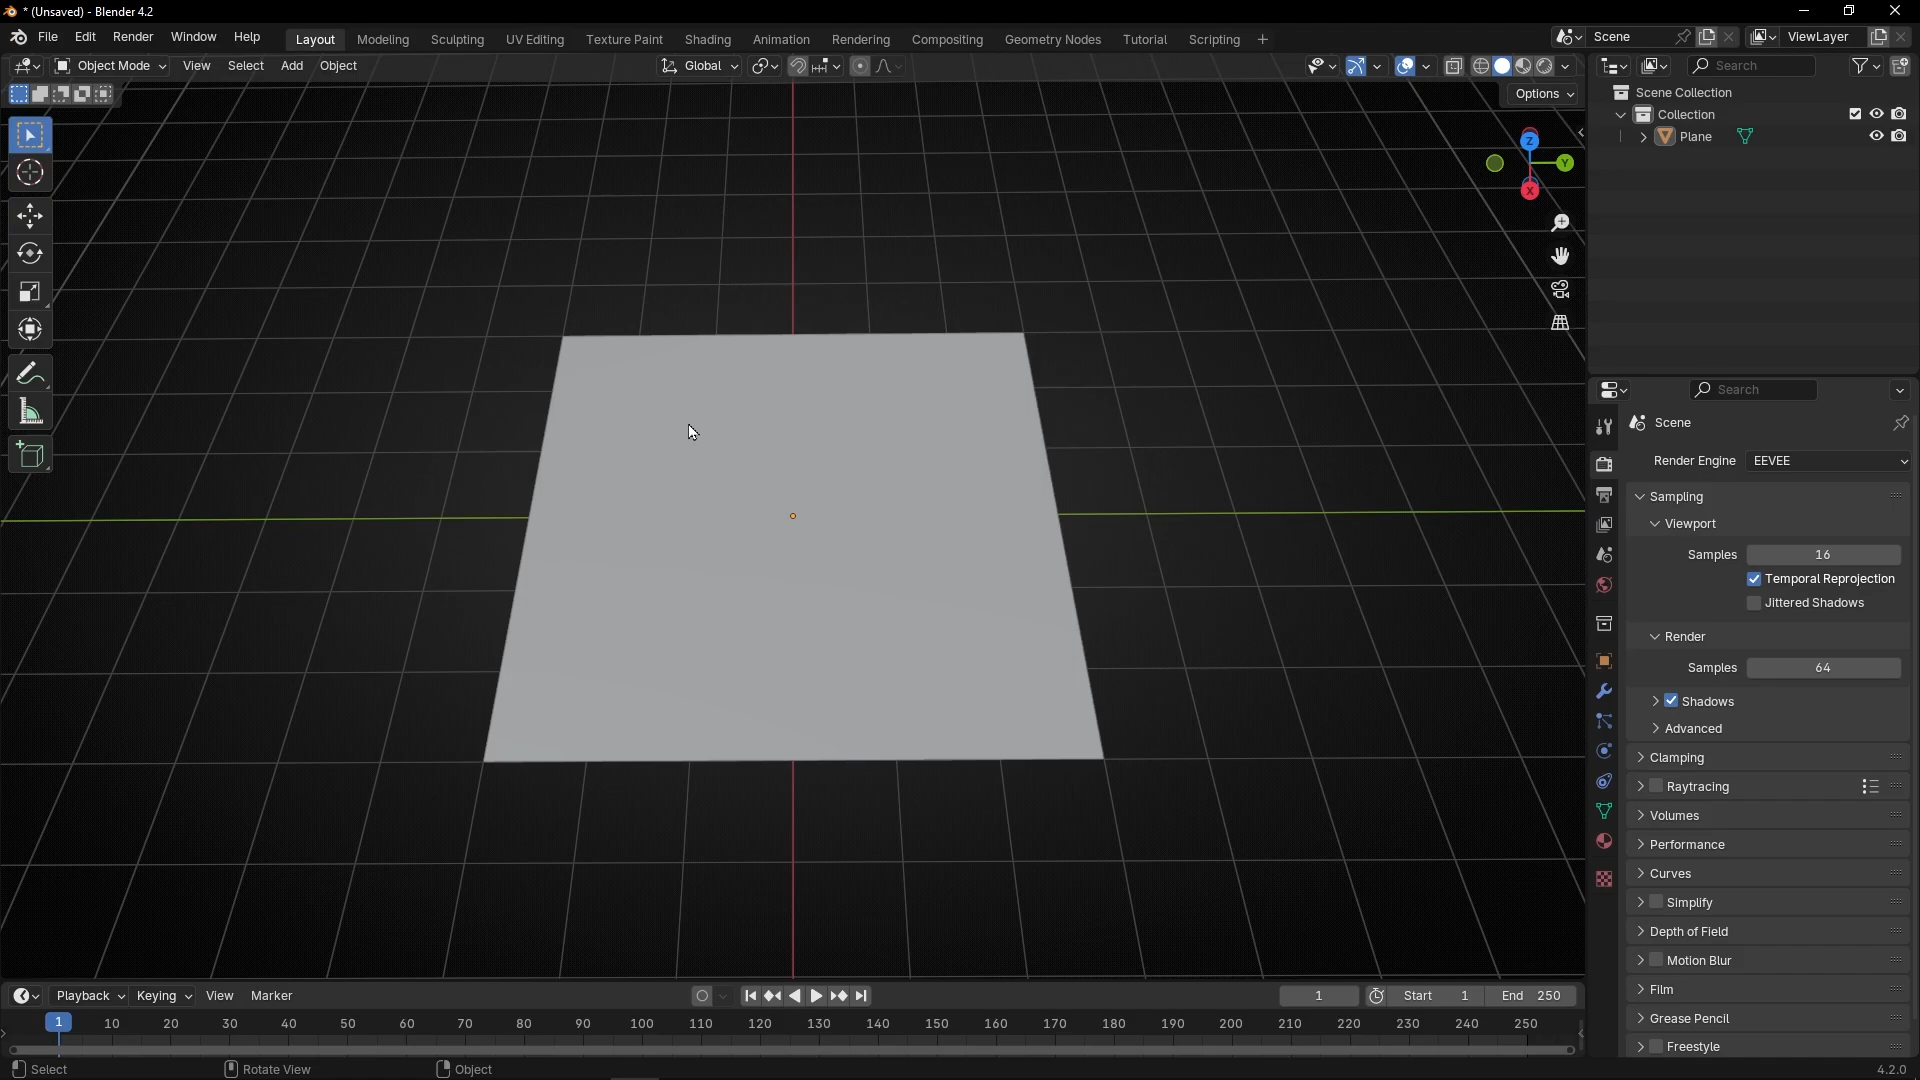 * (Unsaved) - Blender 4.2
File Edit Render Window Help Layout Modeling Sculpting UV Editing Texture Paint Shading Animation Rendering Compositing Geometry Nodes Tutorial Scripting Scene ViewLayer
Object Mode View Select Add Object Global Search
Options
Scene Collection
Collection
Plane
Z
Y
X
Search
Scene
Render Engine EEVEE
Sampling
Viewport
Samples 16
Temporal Reprojection
Jittered Shadows
Render
Samples 64
Shadows
Advanced
Clamping
Raytracing
Volumes
Performance
Curves
Simplify
Depth of Field
Motion Blur
Film
Grease Pencil
Freestyle
Playback Keying View Marker 1 Start 1 End 250
1 10 20 30 40 50 60 70 80 90 100 110 120 130 140 150 160 170 180 190 200 210 220 230 240 250
Select Rotate View Object 4.2.0